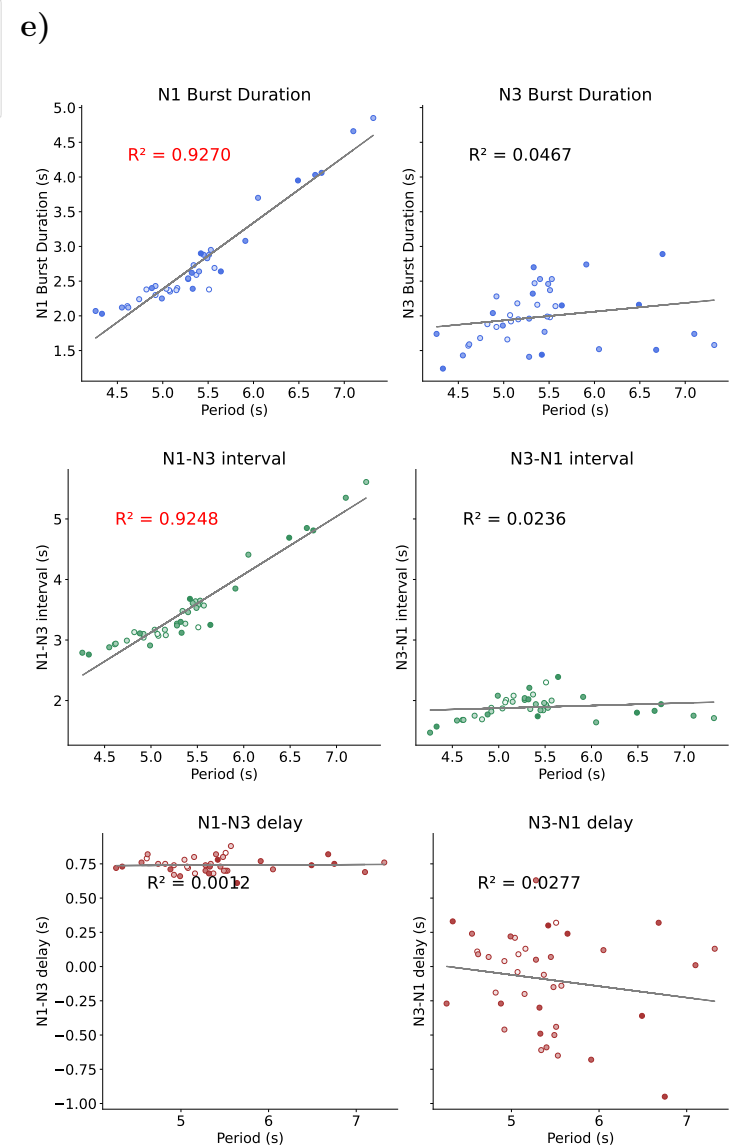 e)
N1 Burst Duration
N3 Burst Duration
R² = 0.9270
R² = 0.0467
N1 Burst Duration (s)
N3 Burst Duration (s)
5.0
4.5
4.0
3.5
3.0
2.5
2.0
1.5
4.5 5.0 5.5 6.0 6.5 7.0
4.5 5.0 5.5 6.0 6.5 7.0
Period (s)
Period (s)
N1-N3 interval
N3-N1 interval
R² = 0.9248
R² = 0.0236
N1-N3 interval (s)
N3-N1 interval (s)
5
4
3
2
4.5 5.0 5.5 6.0 6.5 7.0
4.5 5.0 5.5 6.0 6.5 7.0
Period (s)
Period (s)
N1-N3 delay
N3-N1 delay
R² = 0.0012
R² = 0.0277
N1-N3 delay (s)
N3-N1 delay (s)
0.75
0.50
0.25
0.00
−0.25
−0.50
−0.75
−1.00
5 6 7
5 6 7
Period (s)
Period (s)